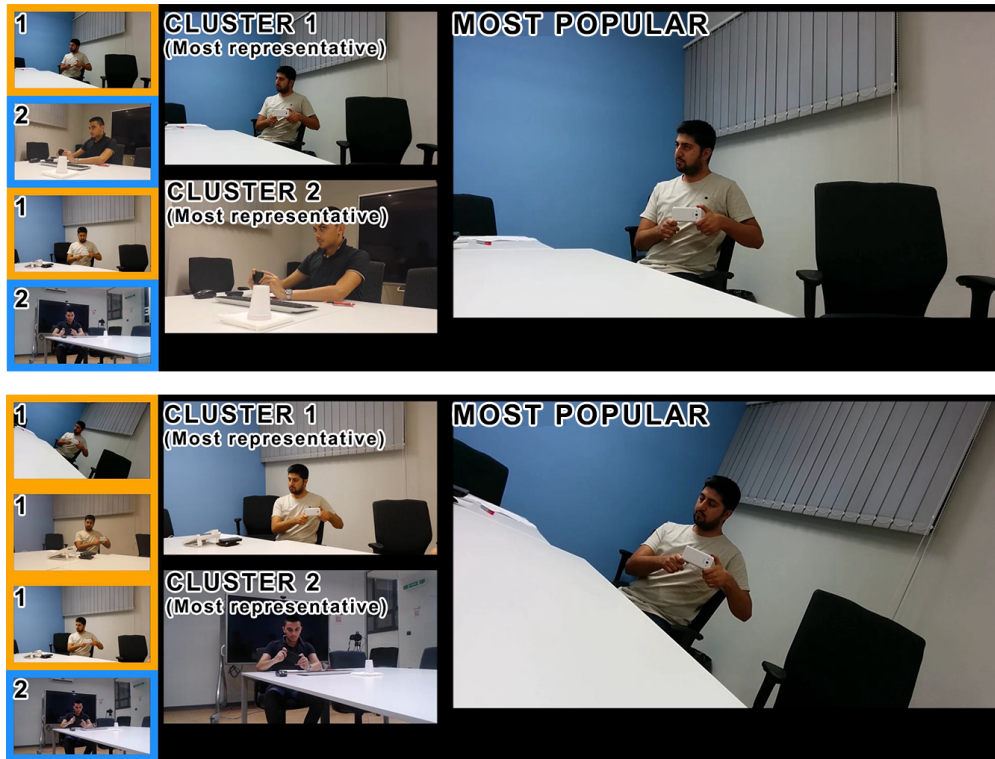 1
2
1
2
CLUSTER 1
(Most representative)
CLUSTER 2
(Most representative)
MOST POPULAR
1
1
1
2
CLUSTER 1
(Most representative)
CLUSTER 2
(Most representative)
MOST POPULAR